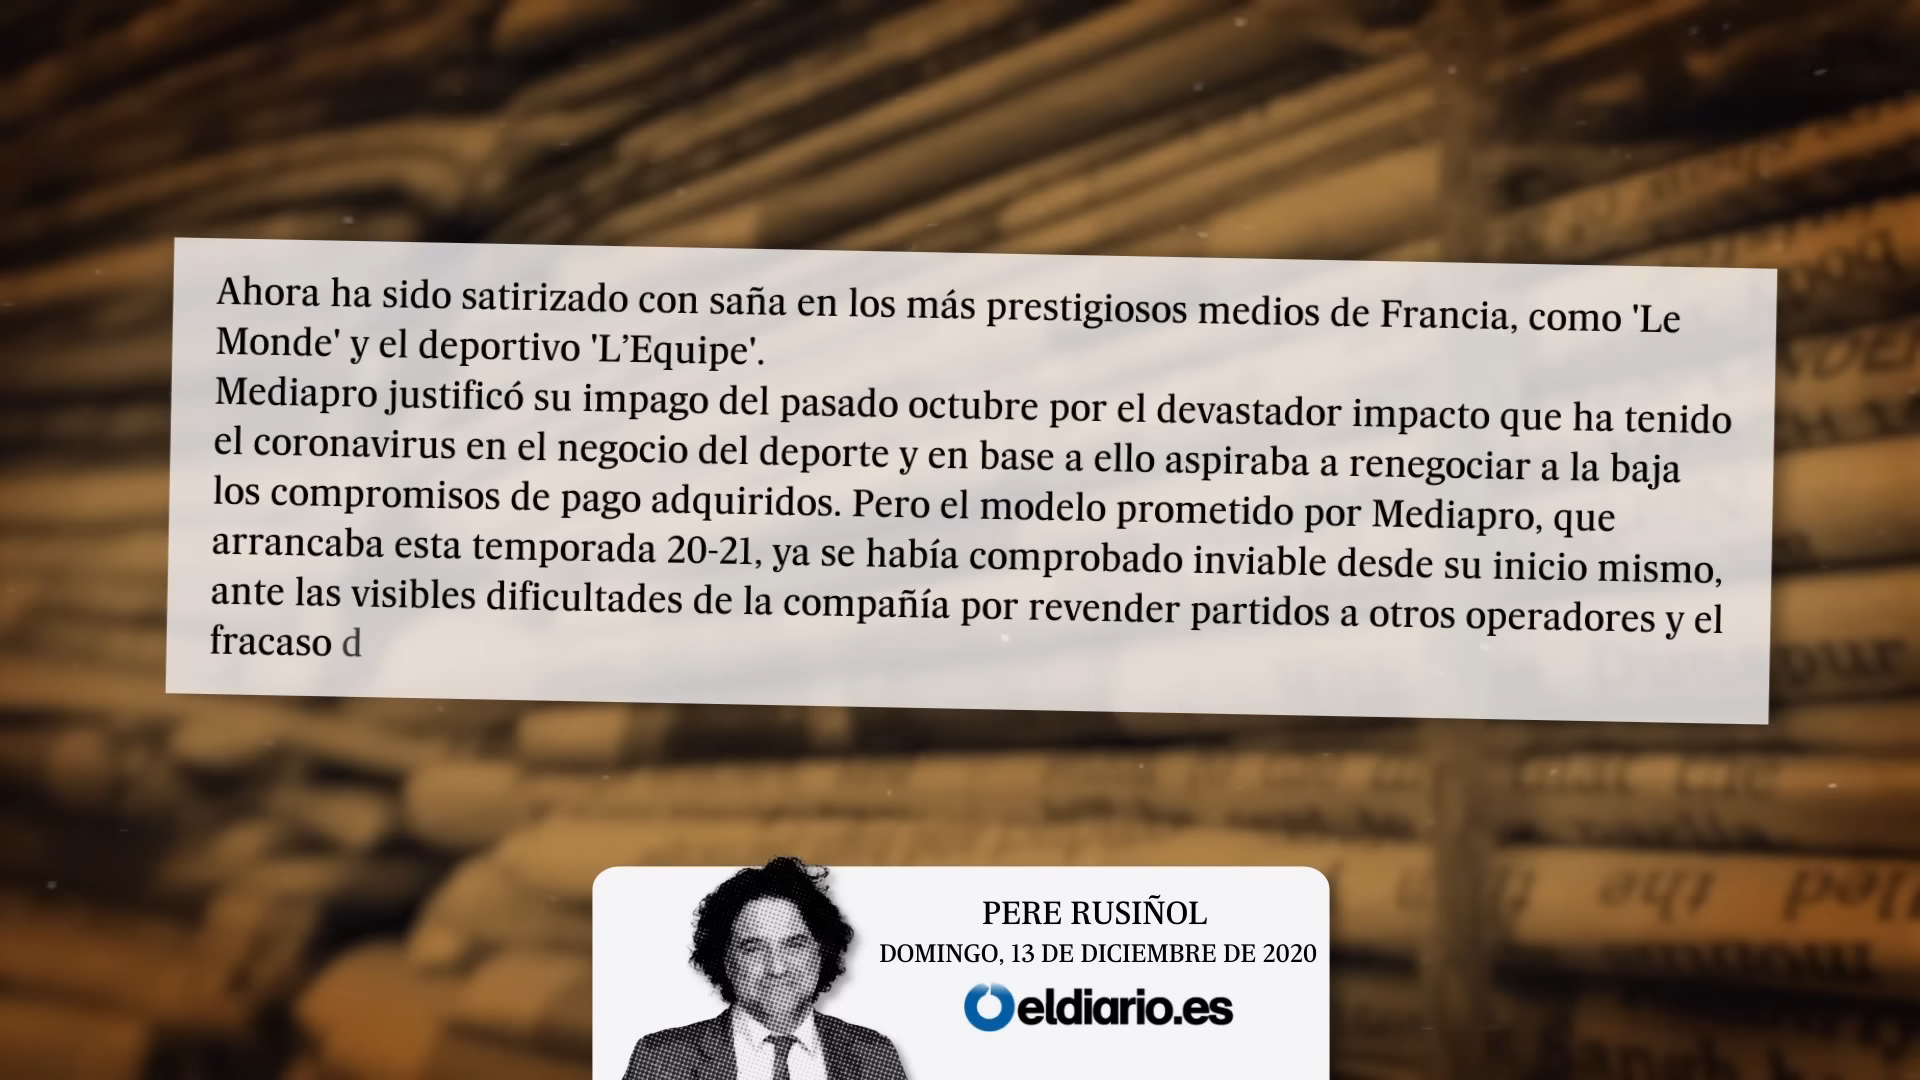 Ahora ha sido satirizado con saña en los más prestigiosos medios de Francia, como 'Le
Monde' y el deportivo 'L’Equipe'.
Mediapro justificó su impago del pasado octubre por el devastador impacto que ha tenido
el coronavirus en el negocio del deporte y en base a ello aspiraba a renegociar a la baja
los compromisos de pago adquiridos. Pero el modelo prometido por Mediapro, que
arrancaba esta temporada 20-21, ya se había comprobado inviable desde su inicio mismo,
ante las visibles dificultades de la compañía por revender partidos a otros operadores y el
fracaso d
PERE RUSIÑOL
DOMINGO, 13 DE DICIEMBRE DE 2020
eldiario.es